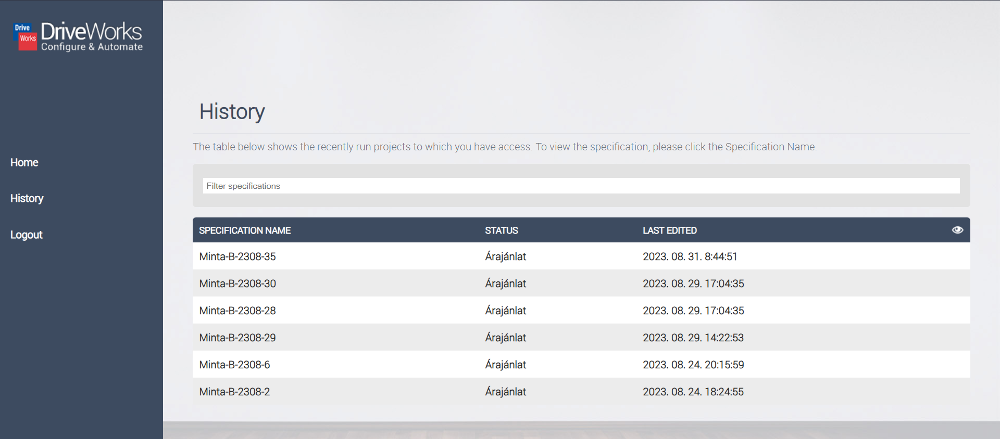 Drive
Works
DriveWorks
Configure & Automate
Home
History
Logout
History
The table below shows the recently run projects to which you have access. To view the specification, please click the Specification Name.
Filter specifications
SPECIFICATION NAME STATUS LAST EDITED
Minta-B-2308-35 Árajánlat 2023. 08. 31. 8:44:51
Minta-B-2308-30 Árajánlat 2023. 08. 29. 17:04:35
Minta-B-2308-28 Árajánlat 2023. 08. 29. 17:04:35
Minta-B-2308-29 Árajánlat 2023. 08. 29. 14:22:53
Minta-B-2308-6 Árajánlat 2023. 08. 24. 20:15:59
Minta-B-2308-2 Árajánlat 2023. 08. 24. 18:24:55